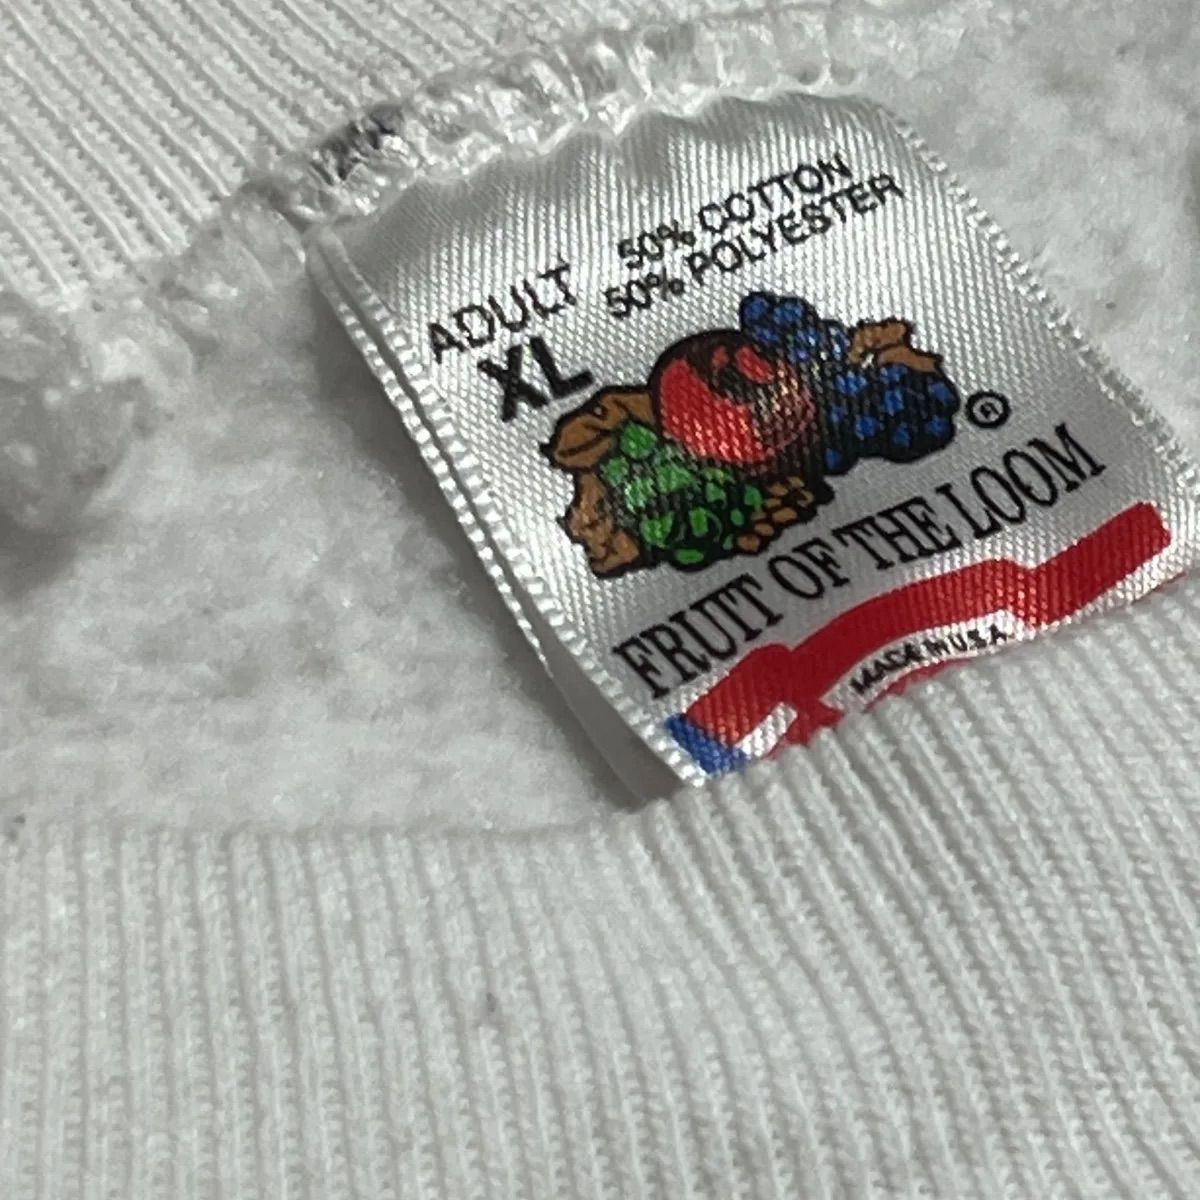 50% COTTON
50% POLYESTER
ADULT
XL
®
FRUIT OF THE LOOM
MADE IN U.S.A.